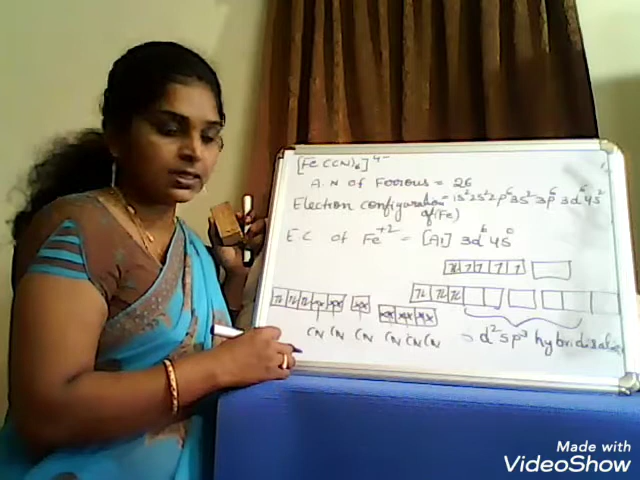 [Fe(CN)6]4-
A.N of Ferrous = 26
Electron configuration = 1s2 2s2 2p6 3s2 3p6 3d6 4s2
of (Fe)
E.C of Fe+2 = [Ar] 3d6 4s0
CN CN CN CN CN CN
d2sp3 hybridisation
Made with
VideoShow